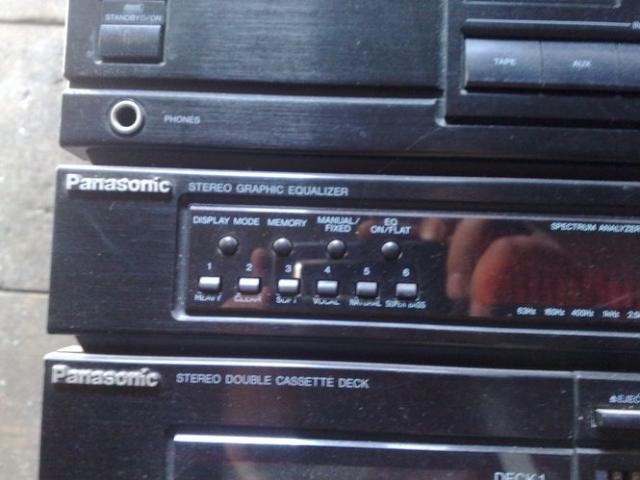 STANDBY/ON
TAPE AUX
PHONES
Panasonic STEREO GRAPHIC EQUALIZER
DISPLAY MODE MEMORY MANUAL/FIXED EQ ON/FLAT
SPECTRUM ANALYZER
1 2 3 4 5 6
HEAVY CLEAR SOFT VOCAL NATURAL SUPER BASS
63Hz 160Hz 400Hz 1kHz
Panasonic STEREO DOUBLE CASSETTE DECK
DECK1